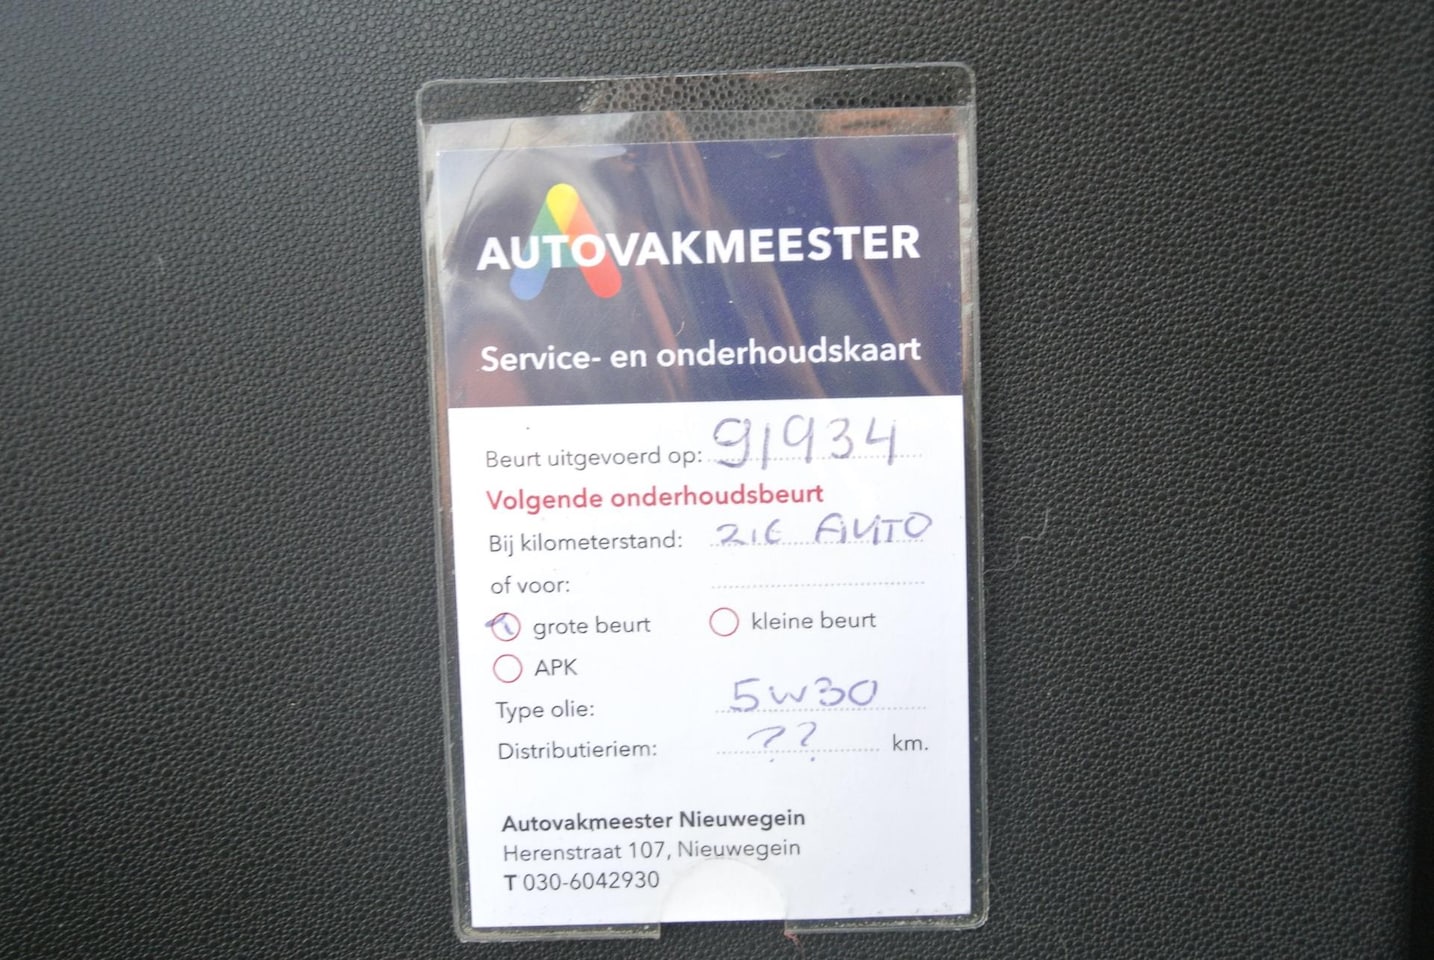 AUTOVAKMEESTER
Service- en onderhoudskaart
Beurt uitgevoerd op: 91934
Volgende onderhoudsbeurt
Bij kilometerstand: ZIE AUTO
of voor:
grote beurt kleine beurt
APK
Type olie: 5W30
Distributieriem: ?? km.
Autovakmeester Nieuwegein
Herenstraat 107, Nieuwegein
T 030-6042930